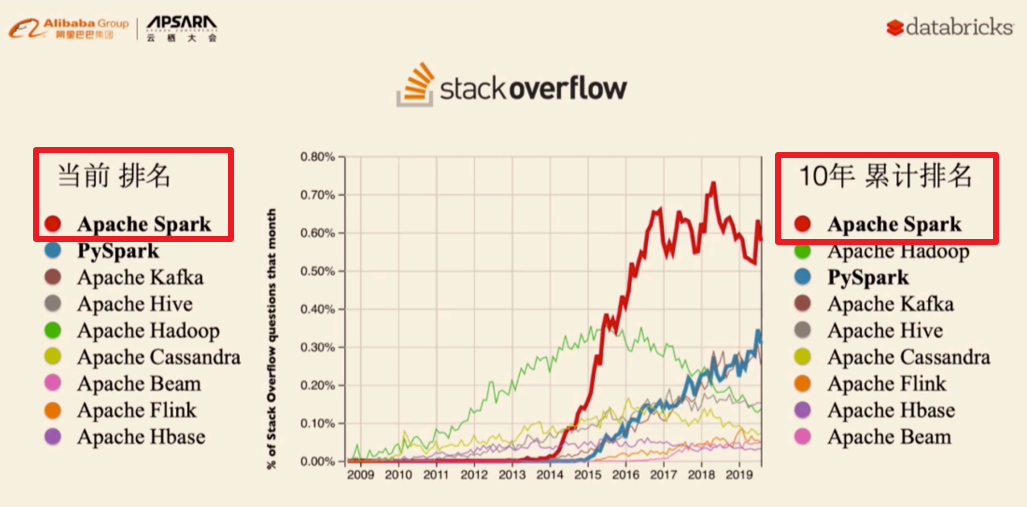 Alibaba Group
阿里巴巴集团
APSARA
云栖大会
databricks
stackoverflow
当前 排名
Apache Spark
PySpark
Apache Kafka
Apache Hive
Apache Hadoop
Apache Cassandra
Apache Beam
Apache Flink
Apache Hbase
% of Stack Overflow questions that month
0.80%
0.70%
0.60%
0.50%
0.40%
0.30%
0.20%
0.10%
0.00%
2009 2010 2011 2012 2013 2014 2015 2016 2017 2018 2019
10年 累计排名
Apache Spark
Apache Hadoop
PySpark
Apache Kafka
Apache Hive
Apache Cassandra
Apache Flink
Apache Hbase
Apache Beam